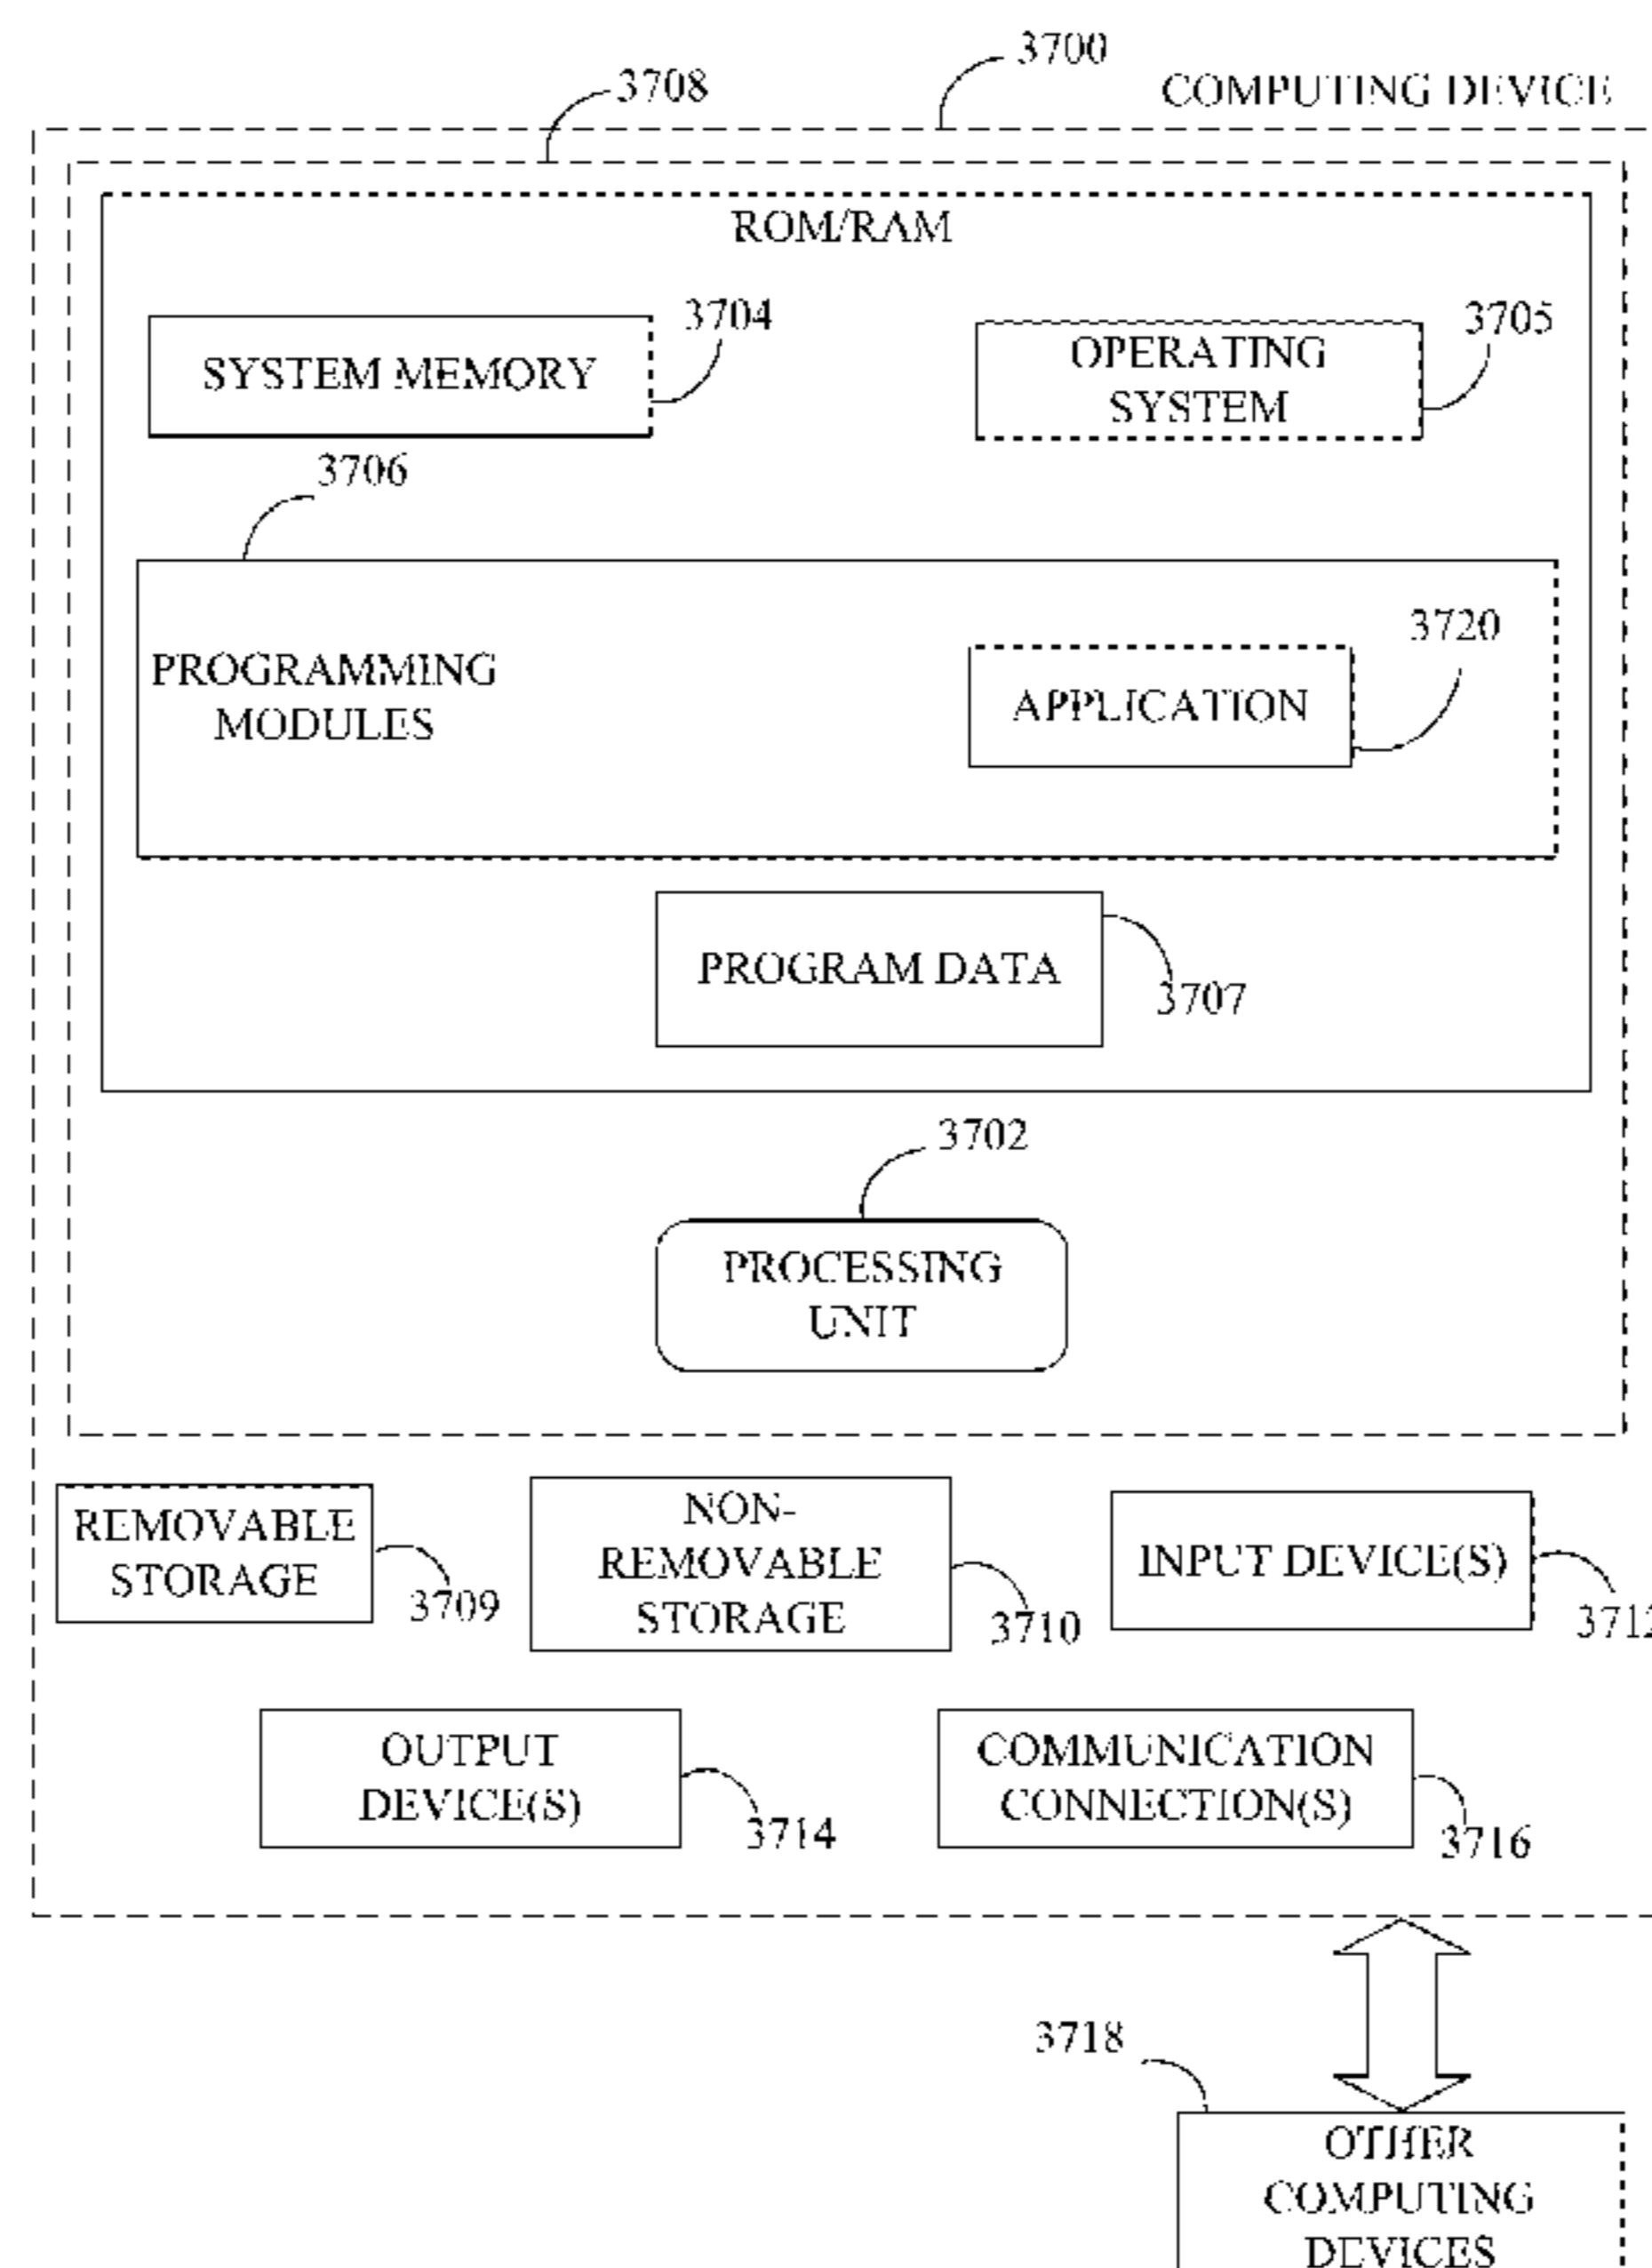 3700
3708
COMPUTING DEVICE
ROM/RAM
3704
3705
SYSTEM MEMORY
OPERATING
SYSTEM
3706
3720
PROGRAMMING
MODULES
APPLICATION
PROGRAM DATA
3707
3702
PROCESSING
UNIT
REMOVABLE
STORAGE
3709
NON-
REMOVABLE
STORAGE
3710
INPUT DEVICE(S)
3712
OUTPUT
DEVICE(S)
3714
COMMUNICATION
CONNECTION(S)
3716
3718
OTHER
COMPUTING
DEVICES